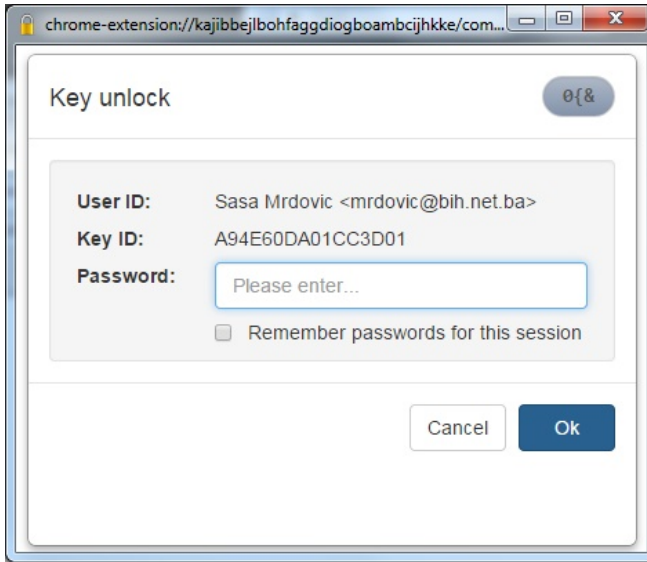 chrome-extension://kajibbejlbohfaggdiogboambcijhkke/com...
Key unlock
0{&
User ID: Sasa Mrdovic <mrdovic@bih.net.ba>
Key ID: A94E60DA01CC3D01
Password: Please enter...
Remember passwords for this session
Cancel Ok